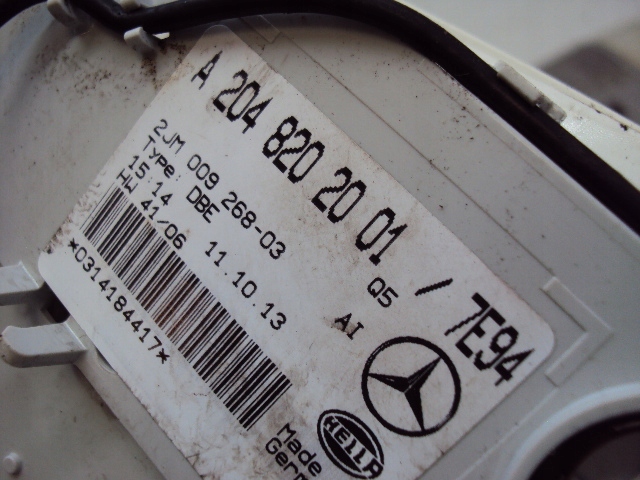 A 204 820 20 01 / 7E94
2JM 009 268-03
Type: DBE
15:14
HW 41/06 11.10.13
Q5
AI
*0314184417*
HELLA
Made
Germ